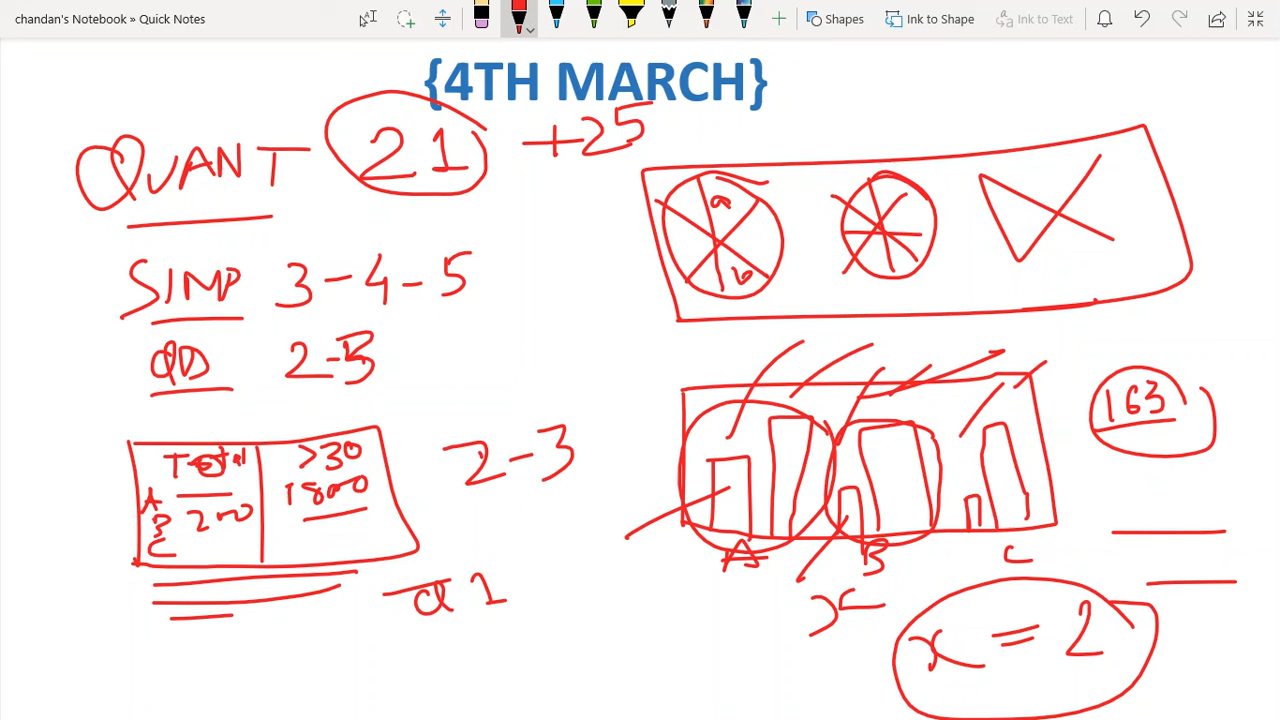 chandan's Notebook » Quick Notes
Shapes
Ink to Shape
Ink to Text
{4TH MARCH}
QUANT 21 +25
SIMP 3-4-5
QD 2-3
Total >30
A 200 1800
B
C
2-3
a
b
A B C
163
x = 2